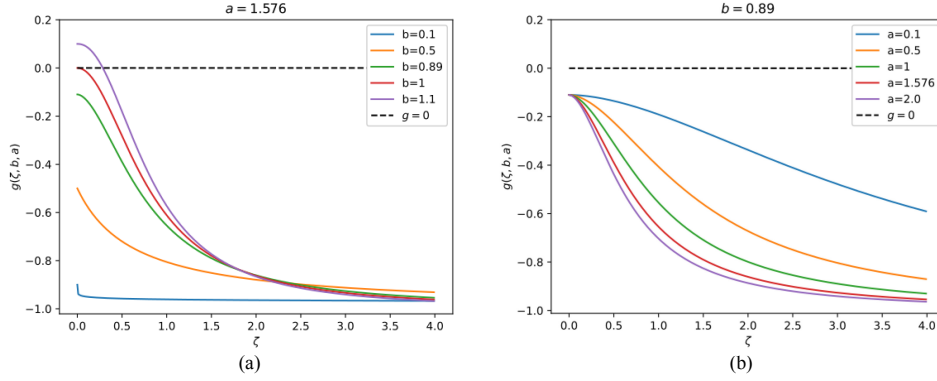 a = 1.576
0.2
0.0
−0.2
−0.4
−0.6
−0.8
−1.0
g(ζ, b, a)
0.0 0.5 1.0 1.5 2.0 2.5 3.0 3.5 4.0
ζ
b=0.1
b=0.5
b=0.89
b=1
b=1.1
g = 0
(a)
b = 0.89
0.2
0.0
−0.2
−0.4
−0.6
−0.8
−1.0
g(ζ, b, a)
0.0 0.5 1.0 1.5 2.0 2.5 3.0 3.5 4.0
ζ
a=0.1
a=0.5
a=1
a=1.576
a=2.0
g = 0
(b)